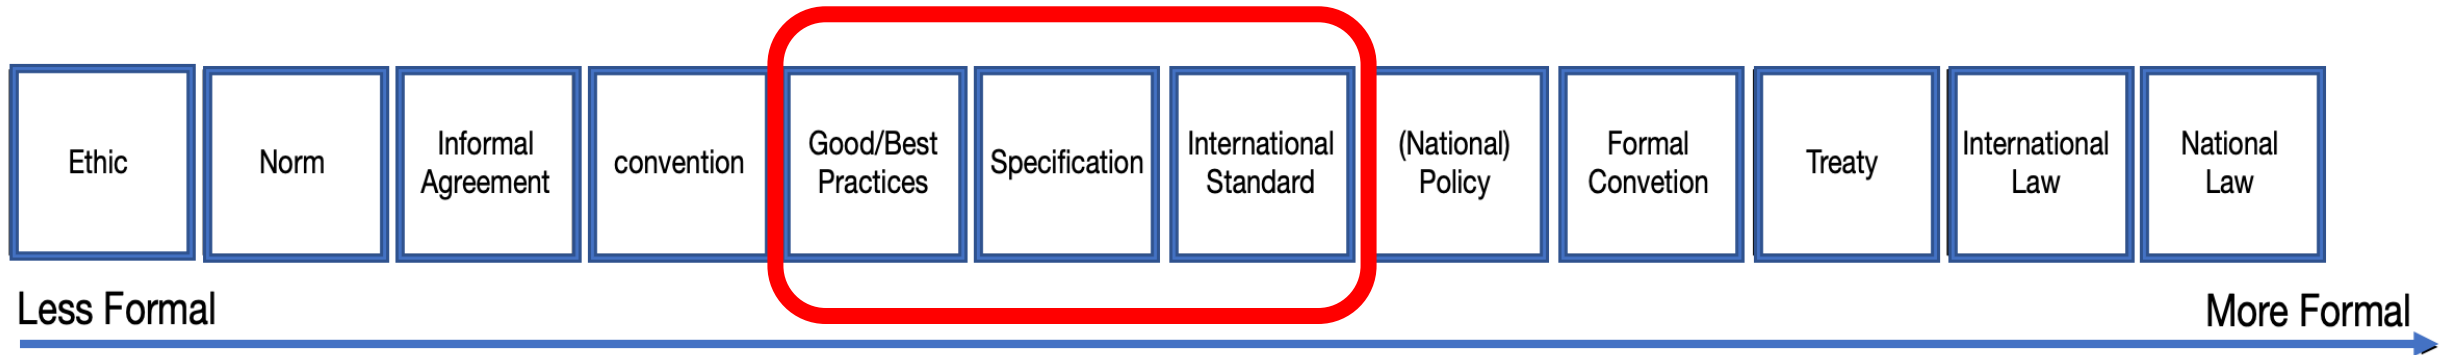 Ethic
Norm
Informal
Agreement
convention
Good/Best
Practices
Specification
International
Standard
(National)
Policy
Formal
Convetion
Treaty
International
Law
National
Law
Less Formal
More Formal